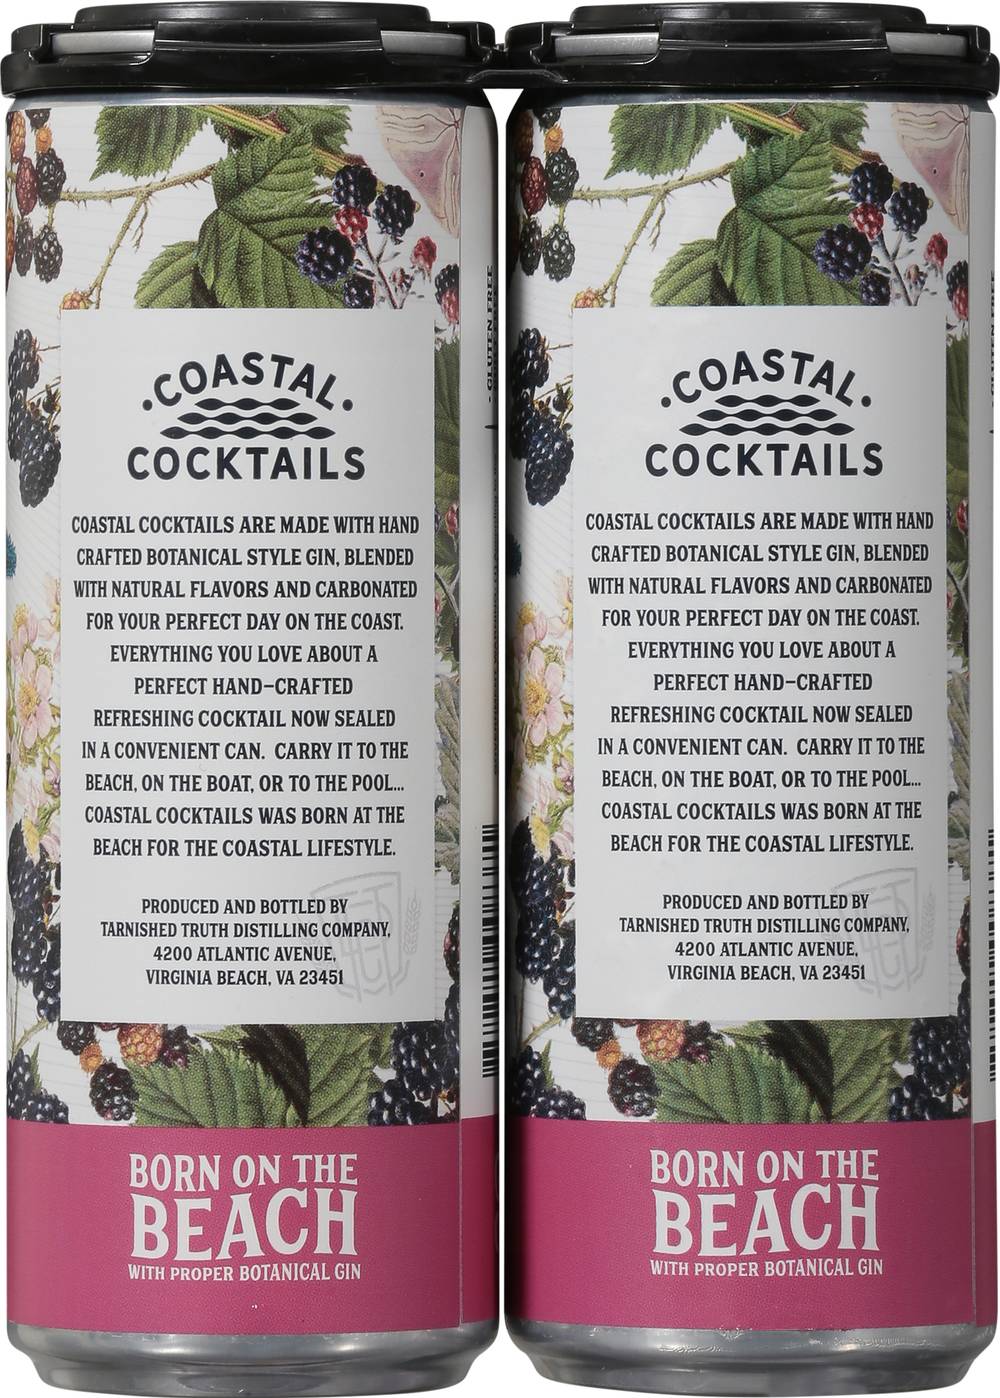 COASTAL
COCKTAILS
COASTAL COCKTAILS ARE MADE WITH HAND
CRAFTED BOTANICAL STYLE GIN, BLENDED
WITH NATURAL FLAVORS AND CARBONATED
FOR YOUR PERFECT DAY ON THE COAST.
EVERYTHING YOU LOVE ABOUT A
PERFECT HAND-CRAFTED
REFRESHING COCKTAIL NOW SEALED
IN A CONVENIENT CAN. CARRY IT TO THE
BEACH, ON THE BOAT, OR TO THE POOL...
COASTAL COCKTAILS WAS BORN AT THE
BEACH FOR THE COASTAL LIFESTYLE.
PRODUCED AND BOTTLED BY
TARNISHED TRUTH DISTILLING COMPANY,
4200 ATLANTIC AVENUE,
VIRGINIA BEACH, VA 23451
BORN ON THE
BEACH
WITH PROPER BOTANICAL GIN
• GLUTEN FREE
COASTAL
COCKTAILS
COASTAL COCKTAILS ARE MADE WITH HAND
CRAFTED BOTANICAL STYLE GIN, BLENDED
WITH NATURAL FLAVORS AND CARBONATED
FOR YOUR PERFECT DAY ON THE COAST.
EVERYTHING YOU LOVE ABOUT A
PERFECT HAND-CRAFTED
REFRESHING COCKTAIL NOW SEALED
IN A CONVENIENT CAN. CARRY IT TO THE
BEACH, ON THE BOAT, OR TO THE POOL...
COASTAL COCKTAILS WAS BORN AT THE
BEACH FOR THE COASTAL LIFESTYLE.
PRODUCED AND BOTTLED BY
TARNISHED TRUTH DISTILLING COMPANY,
4200 ATLANTIC AVENUE,
VIRGINIA BEACH, VA 23451
BORN ON THE
BEACH
WITH PROPER BOTANICAL GIN
• GLUTEN FREE